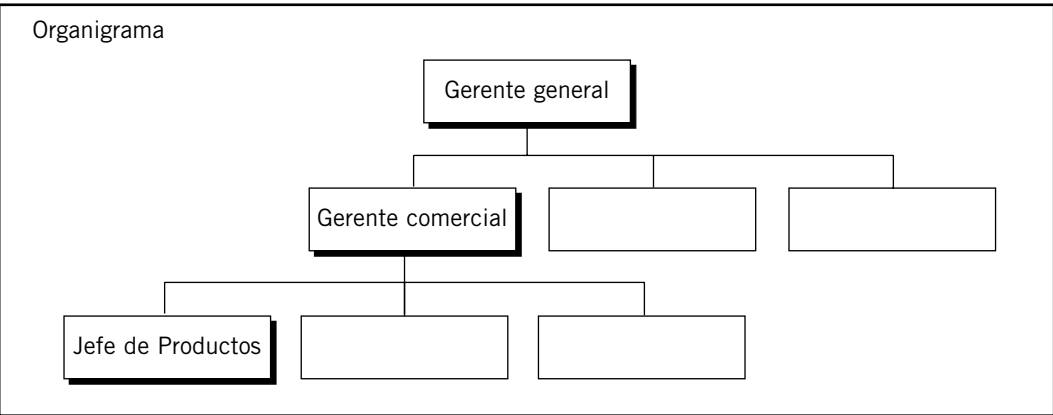 Organigrama
Gerente general
Gerente comercial
Jefe de Productos